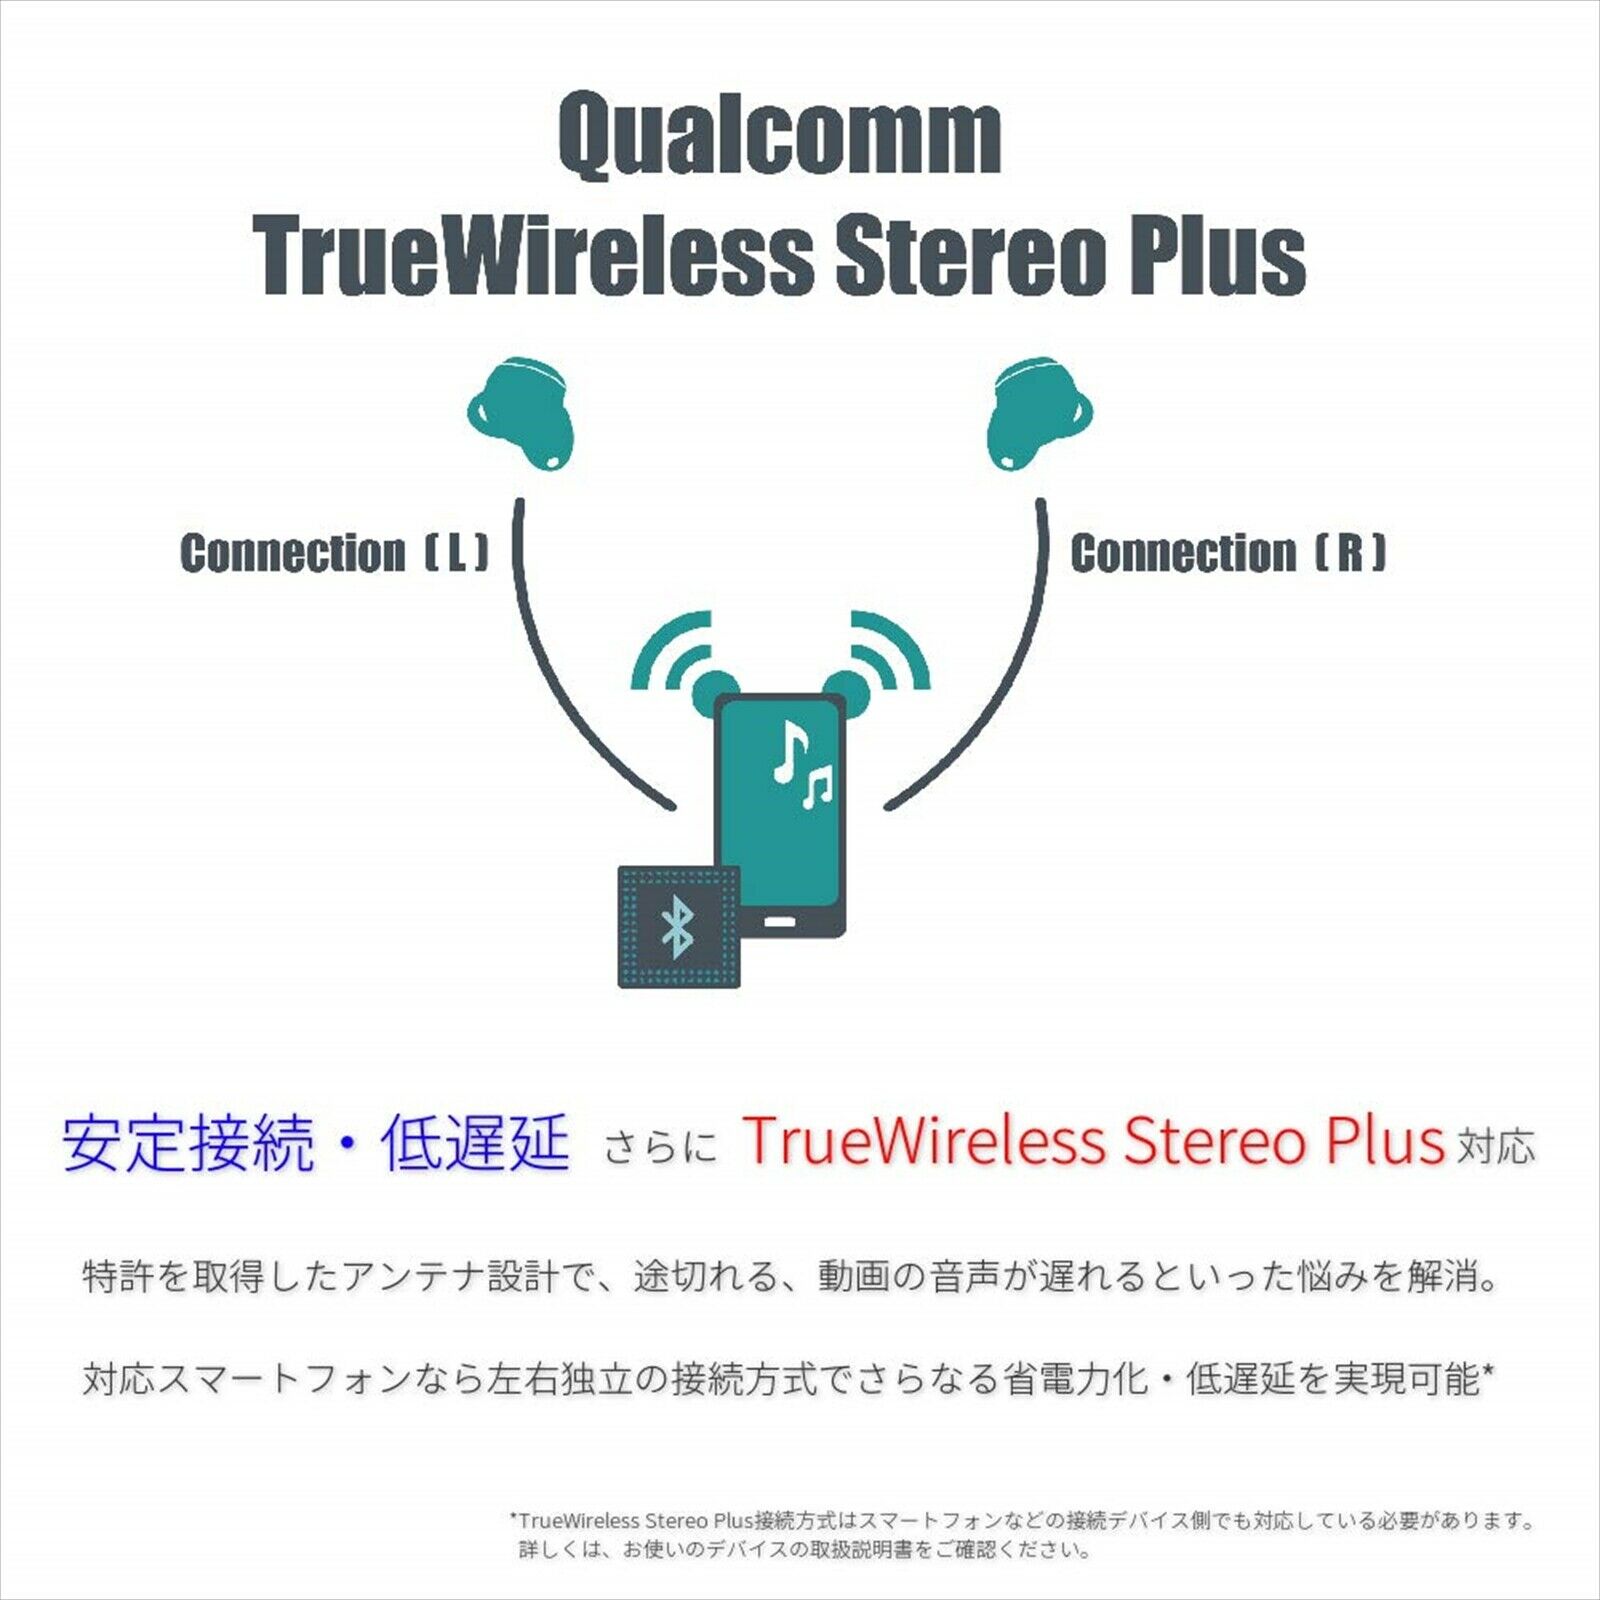 Qualcomm
TrueWireless Stereo Plus
Connection (L)
Connection (R)
安定接続・低遅延 さらに TrueWireless Stereo Plus 対応
特許を取得したアンテナ設計で、途切れる、動画の音声が遅れるといった悩みを解消。
対応スマートフォンなら左右独立の接続方式でさらなる省電力化・低遅延を実現可能*
*TrueWireless Stereo Plus接続方式はスマートフォンなどの接続デバイス側でも対応している必要があります。
詳しくは、お使いのデバイスの取扱説明書をご確認ください。